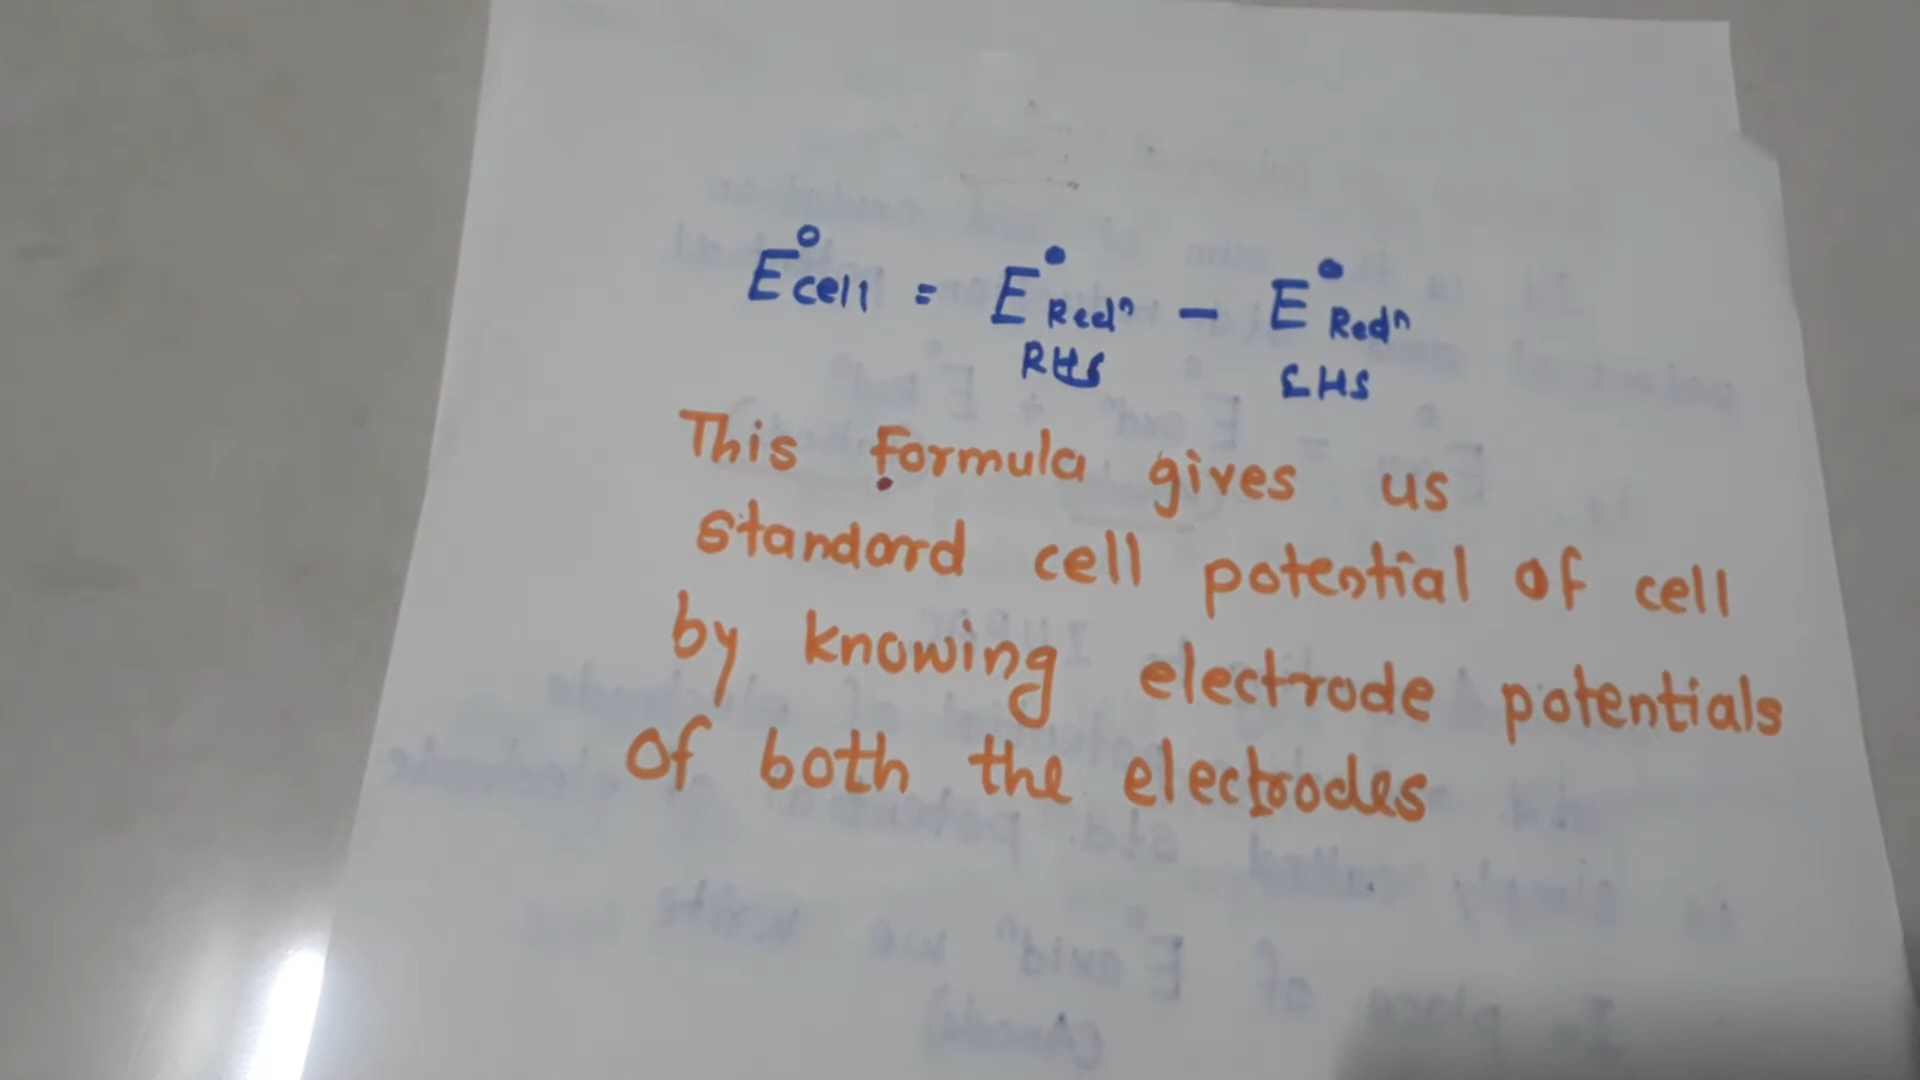 E°cell = E°Redⁿ - E°Redⁿ
RHS LHS
This formula gives us
standard cell potential of cell
by knowing electrode potentials
of both the electrodes